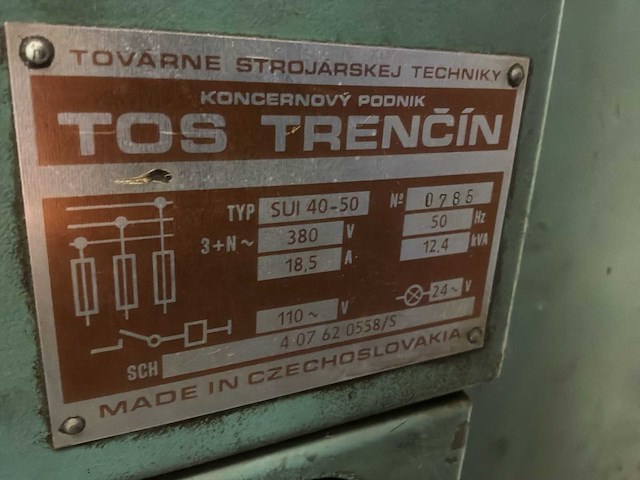 TOVÁRNE STROJÁRSKEJ TECHNIKY
KONCERNOVÝ PODNIK
TOS TRENČÍN
TYP SUI 40-50 № 0785
3+N~ 380 V 50 Hz
18,5 A 12,4 kVA
110~ V 24~ V
SCH 4 07 62 0558/S
MADE IN CZECHOSLOVAKIA